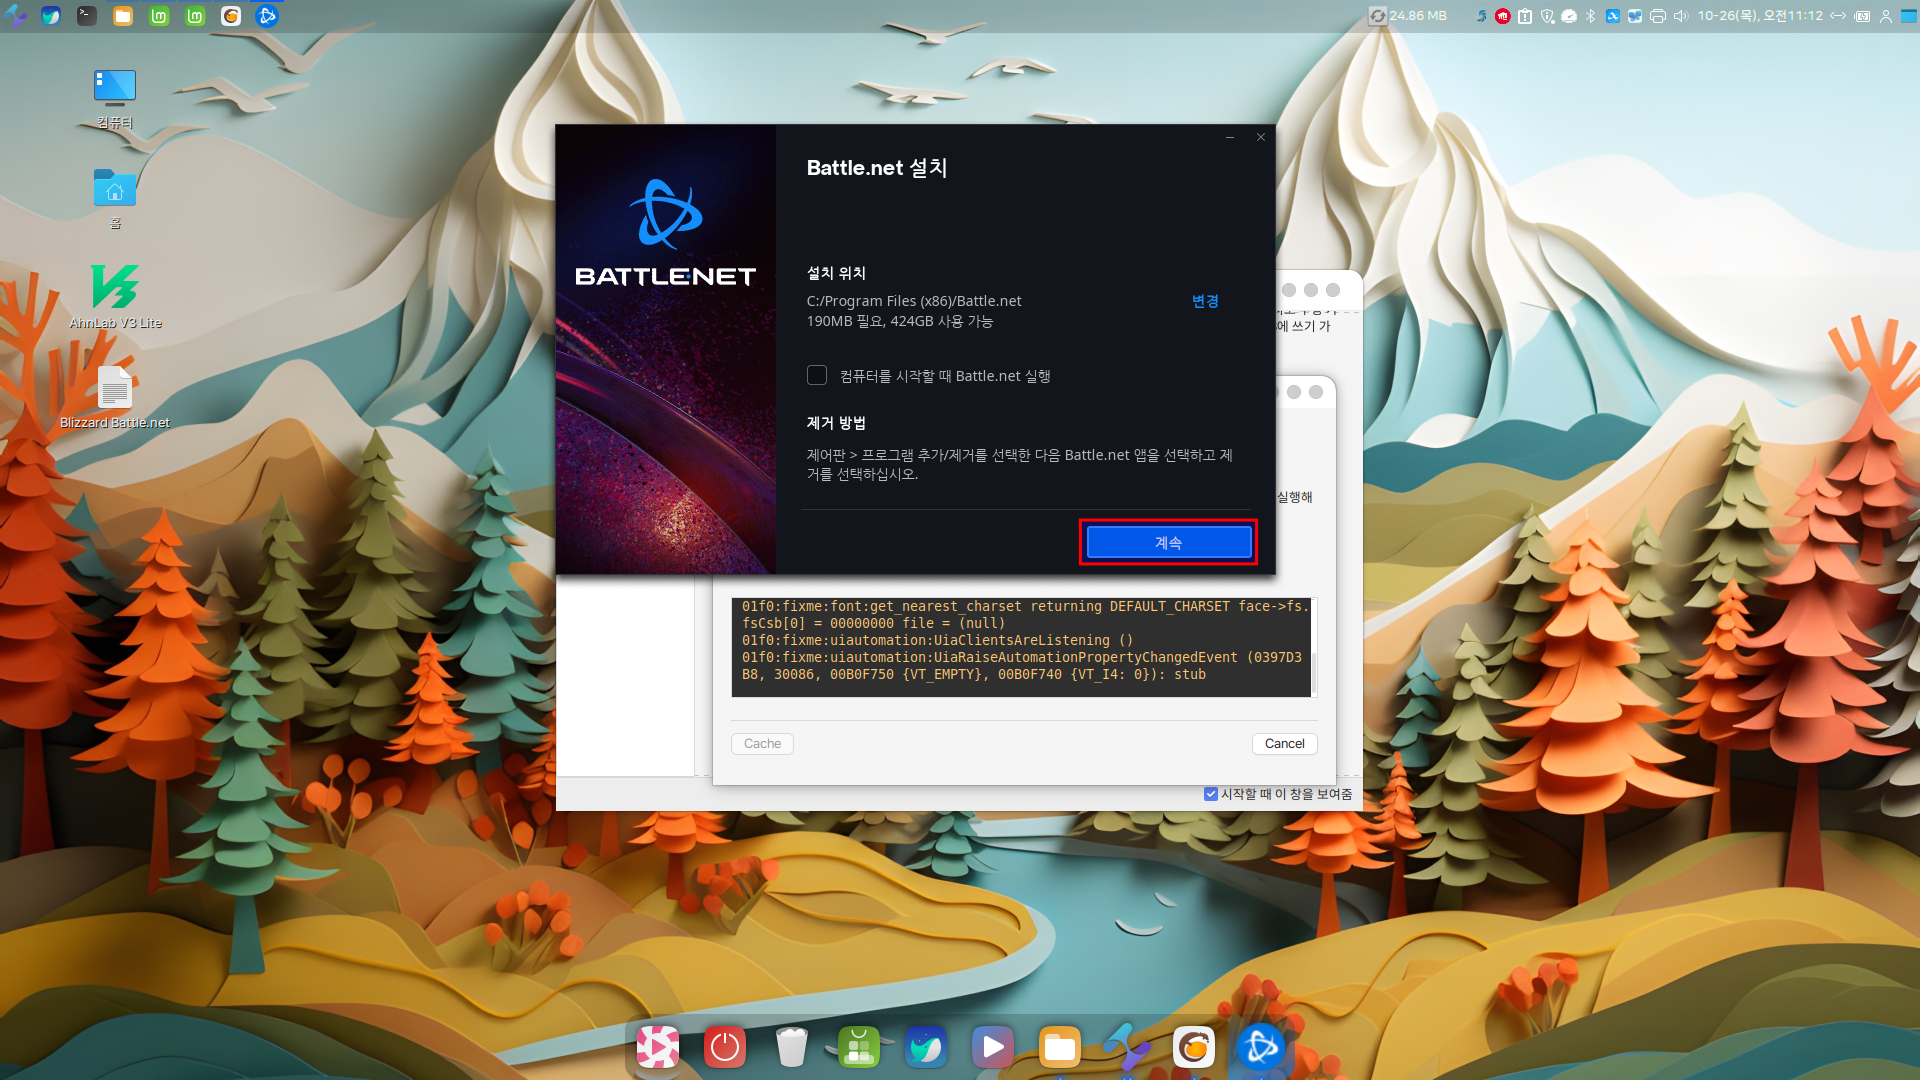 24.86 MB
10-26(목), 오전11:12
컴퓨터
홈
AhnLab V3 Lite
Blizzard Battle.net
BATTLE.NET
Battle.net 설치
설치 위치
C:/Program Files (x86)/Battle.net
변경
190MB 필요, 424GB 사용 가능
컴퓨터를 시작할 때 Battle.net 실행
제거 방법
제어판 > 프로그램 추가/제거를 선택한 다음 Battle.net 앱을 선택하고 제
거를 선택하십시오.
계속
에 쓰기 가
실행해
01f0:fixme:font:get_nearest_charset returning DEFAULT_CHARSET face->fs.
fsCsb[0] = 00000000 file = (null)
01f0:fixme:uiautomation:UiaClientsAreListening ()
01f0:fixme:uiautomation:UiaRaiseAutomationPropertyChangedEvent (0397D3
B8, 30086, 00B0F750 {VT_EMPTY}, 00B0F740 {VT_I4: 0}): stub
Cache
Cancel
시작할 때 이 창을 보여줌